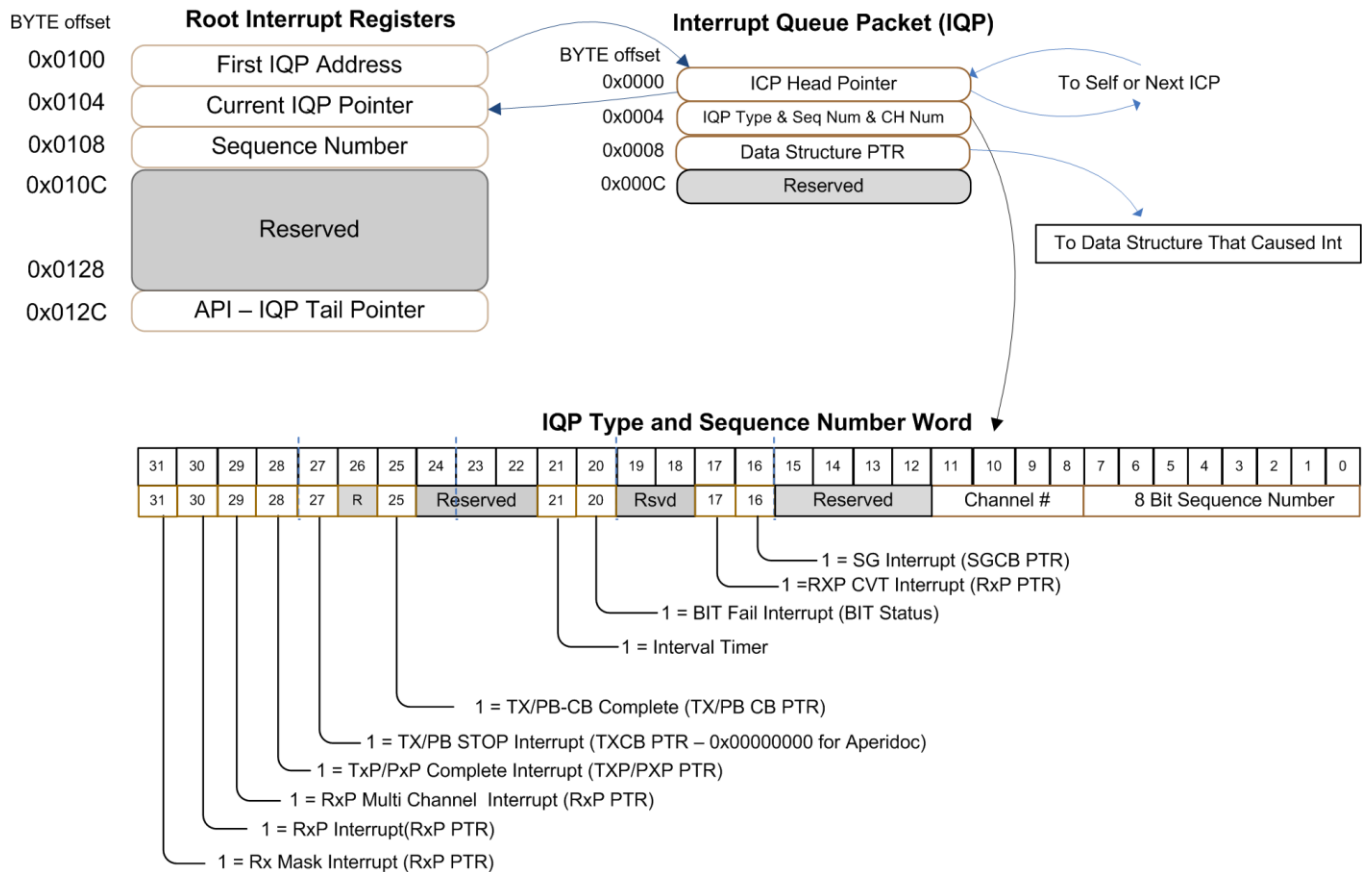 BYTE offset
Root Interrupt Registers
0x0100
First IQP Address
0x0104
Current IQP Pointer
0x0108
Sequence Number
0x010C
Reserved
0x0128
0x012C
API – IQP Tail Pointer
Interrupt Queue Packet (IQP)
BYTE offset
0x0000
ICP Head Pointer
0x0004
IQP Type & Seq Num & CH Num
0x0008
Data Structure PTR
0x000C
Reserved
To Self or Next ICP
To Data Structure That Caused Int
IQP Type and Sequence Number Word
31 30 29 28 27 26 25 24 23 22 21 20 19 18 17 16 15 14 13 12 11 10 9 8 7 6 5 4 3 2 1 0
31 30 29 28 27 R 25 Reserved 21 20 Rsvd 17 16 Reserved Channel # 8 Bit Sequence Number
1 = SG Interrupt (SGCB PTR)
1 =RXP CVT Interrupt (RxP PTR)
1 = BIT Fail Interrupt (BIT Status)
1 = Interval Timer
1 = TX/PB-CB Complete (TX/PB CB PTR)
1 = TX/PB STOP Interrupt (TXCB PTR – 0x00000000 for Aperidoc)
1 = TxP/PxP Complete Interrupt (TXP/PXP PTR)
1 = RxP Multi Channel  Interrupt (RxP PTR)
1 = RxP Interrupt(RxP PTR)
1 = Rx Mask Interrupt (RxP PTR)